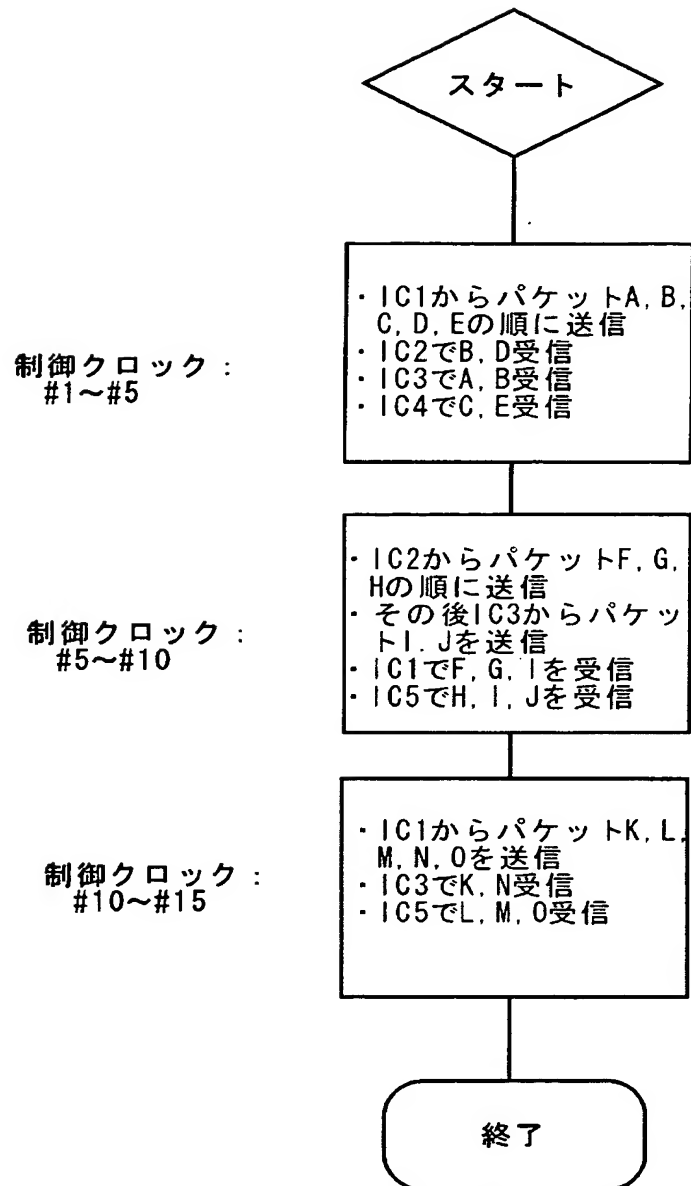 スタート
制御クロック：
#1〜#5
・IC1からパケットA, B,
C, D, Eの順に送信
・IC2でB, D受信
・IC3でA, B受信
・IC4でC, E受信
制御クロック：
#5〜#10
・IC2からパケットF, G,
Hの順に送信
・その後IC3からパケッ
トI. Jを送信
・IC1でF, G, Iを受信
・IC5でH, I, Jを受信
制御クロック：
#10〜#15
・IC1からパケットK, L,
M, N, Oを送信
・IC3でK, N受信
・IC5でL, M, O受信
終了